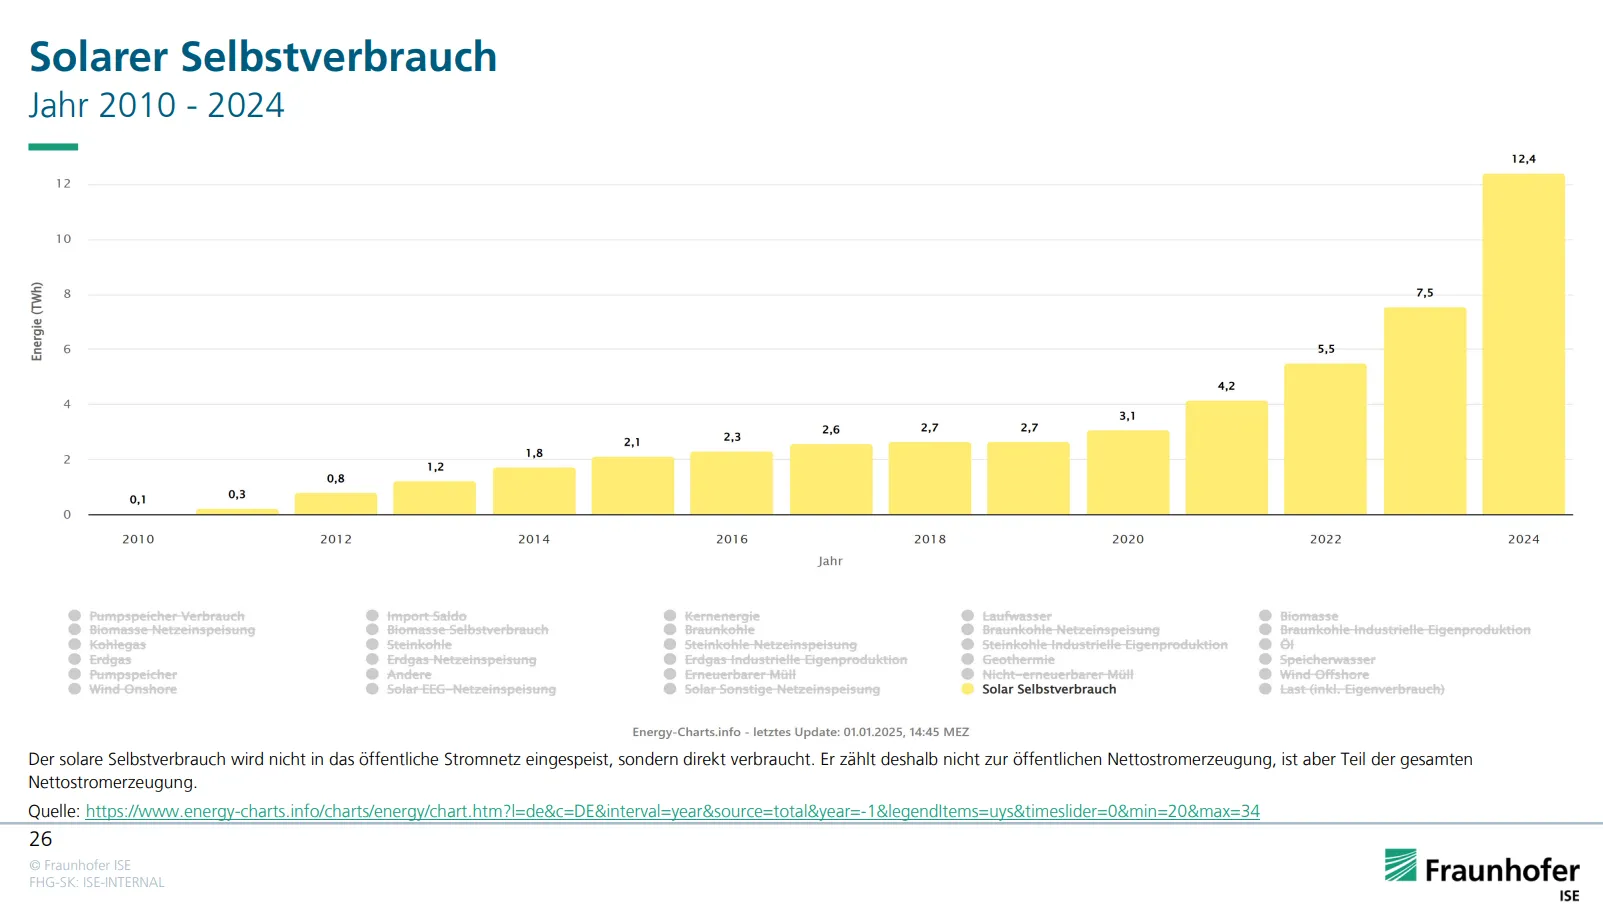 Solarer Selbstverbrauch
Jahr 2010 - 2024
12,4
12
10
8
7,5
Energie (TWh)
6
5,5
4
4,2
3,1
2,7
2,7
2,6
2,3
2,1
2
1,8
1,2
0,8
0,3
0,1
0
2010 2012 2014 2016 2018 2020 2022 2024
Jahr
Pumpspeicher Verbrauch Import Saldo Kernenergie Laufwasser Biomasse
Biomasse Netzeinspeisung Biomasse Selbstverbrauch Braunkohle Braunkohle Netzeinspeisung Braunkohle Industrielle Eigenproduktion
Kohlegas Steinkohle Steinkohle Netzeinspeisung Steinkohle Industrielle Eigenproduktion Öl
Erdgas Erdgas Netzeinspeisung Erdgas Industrielle Eigenproduktion Geothermie Speicherwasser
Pumpspeicher Andere Erneuerbarer Müll Nicht-erneuerbarer Müll Wind Offshore
Wind Onshore Solar EEG-Netzeinspeisung Solar Sonstige Netzeinspeisung Solar Selbstverbrauch Last (inkl. Eigenverbrauch)
Energy-Charts.info - letztes Update: 01.01.2025, 14:45 MEZ
Der solare Selbstverbrauch wird nicht in das öffentliche Stromnetz eingespeist, sondern direkt verbraucht. Er zählt deshalb nicht zur öffentlichen Nettostromerzeugung, ist aber Teil der gesamten
Nettostromerzeugung.
Quelle: https://www.energy-charts.info/charts/energy/chart.htm?l=de&c=DE&interval=year&source=total&year=-1&legendItems=uys&timeslider=0&min=20&max=34
26
© Fraunhofer ISE
FHG-SK: ISE-INTERNAL
Fraunhofer
ISE